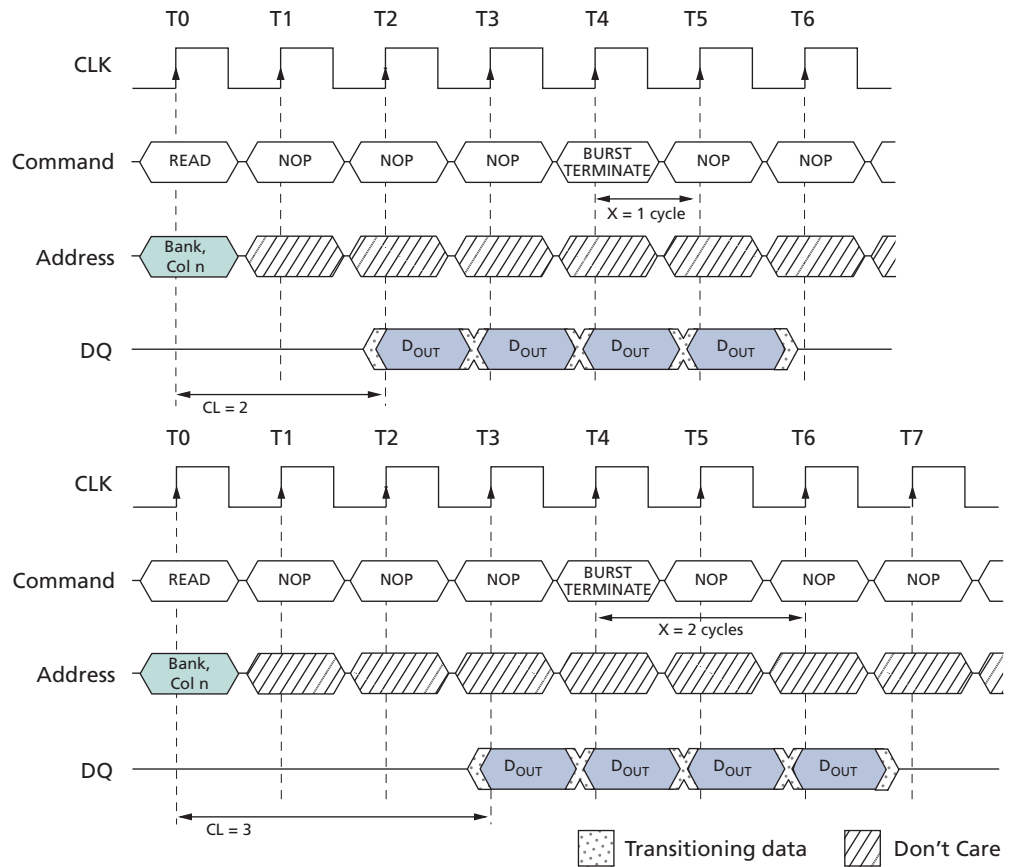 T0 T1 T2 T3 T4 T5 T6
CLK
Command READ NOP NOP NOP BURST TERMINATE NOP NOP
X = 1 cycle
Address Bank, Col n
DQ DOUT DOUT DOUT DOUT
CL = 2
T0 T1 T2 T3 T4 T5 T6 T7
CLK
Command READ NOP NOP NOP BURST TERMINATE NOP NOP NOP
X = 2 cycles
Address Bank, Col n
DQ DOUT DOUT DOUT DOUT
CL = 3
Transitioning data Don't Care